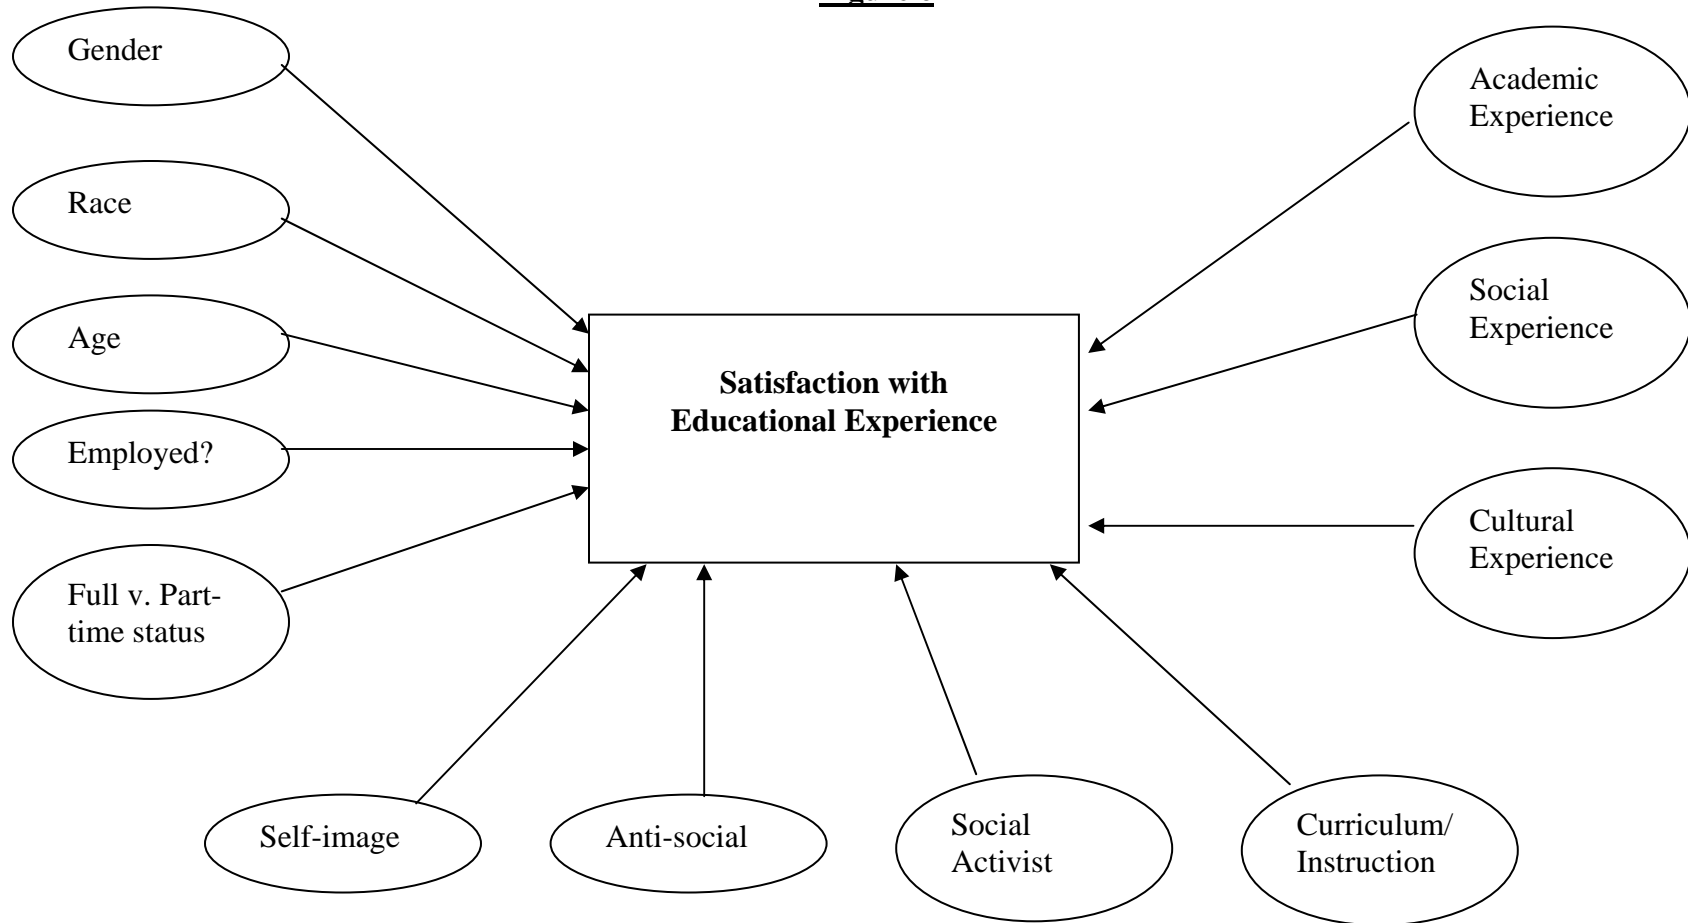 Gender
Race
Age
Employed?
Full v. Part-
time status
Satisfaction with
Educational Experience
Academic
Experience
Social
Experience
Cultural
Experience
Self-image
Anti-social
Social
Activist
Curriculum/
Instruction